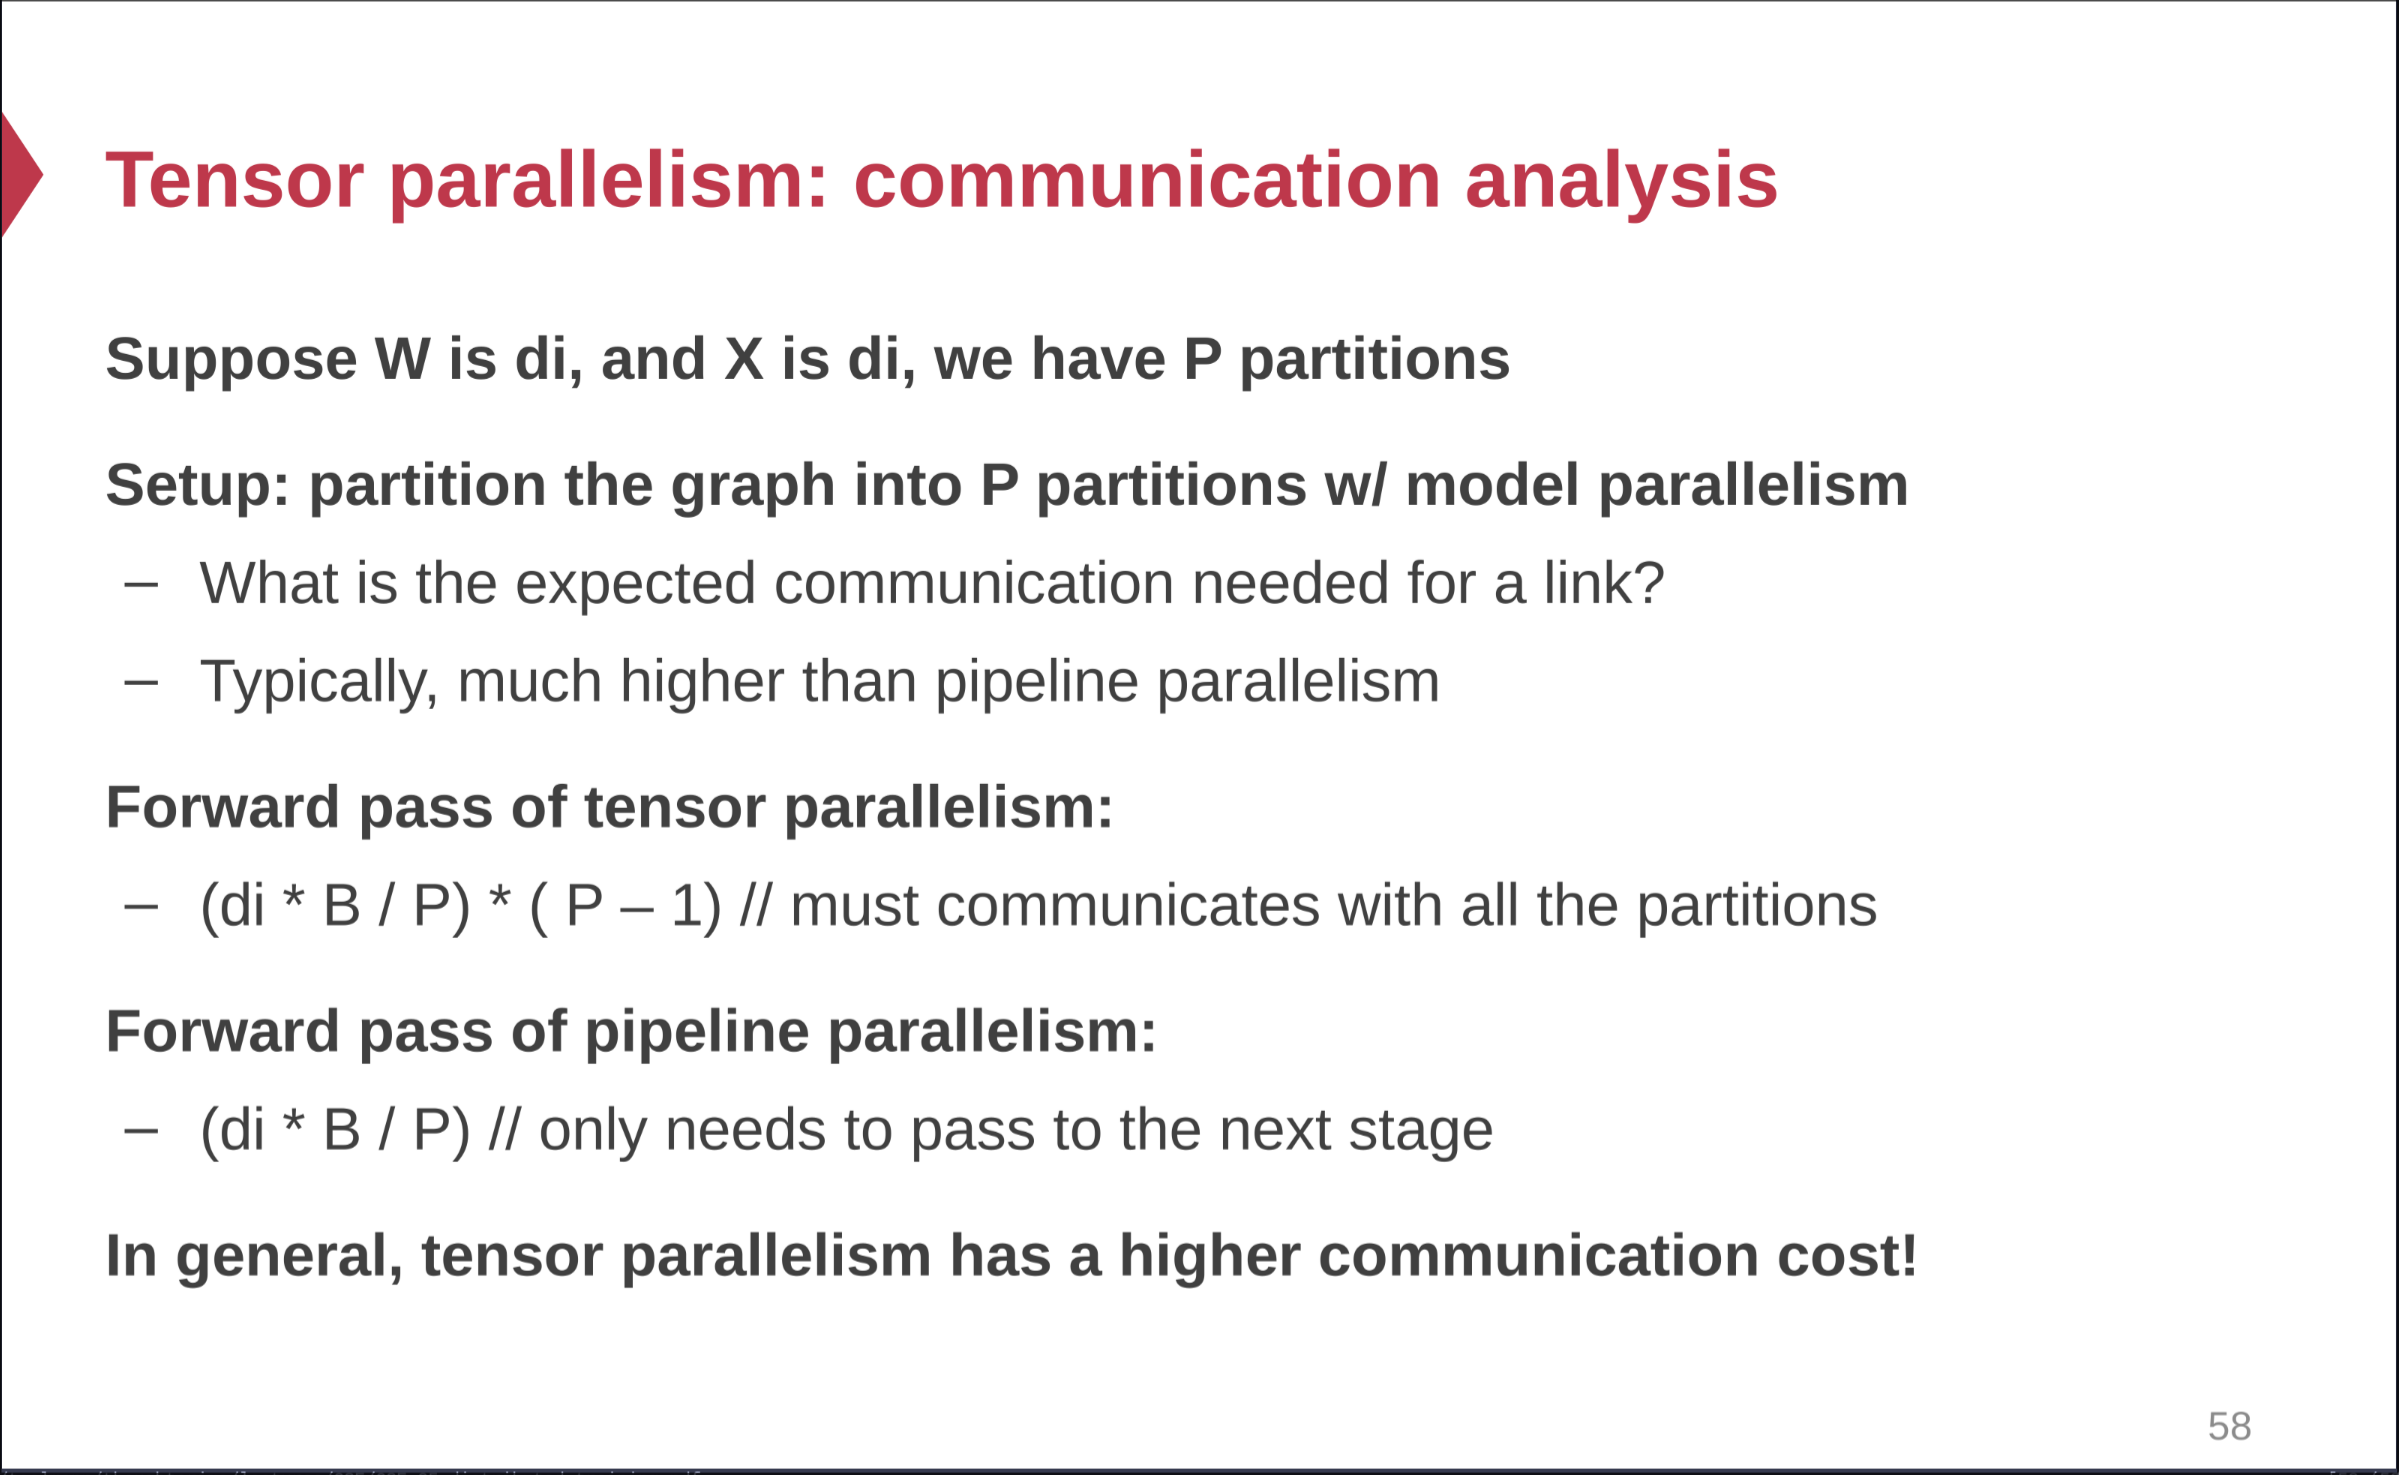 Tensor parallelism: communication analysis
Suppose W is di, and X is di, we have P partitions
Setup: partition the graph into P partitions w/ model parallelism
– What is the expected communication needed for a link?
– Typically, much higher than pipeline parallelism
Forward pass of tensor parallelism:
– (di * B / P) * ( P – 1) // must communicates with all the partitions
Forward pass of pipeline parallelism:
– (di * B / P) // only needs to pass to the next stage
In general, tensor parallelism has a higher communication cost!
58